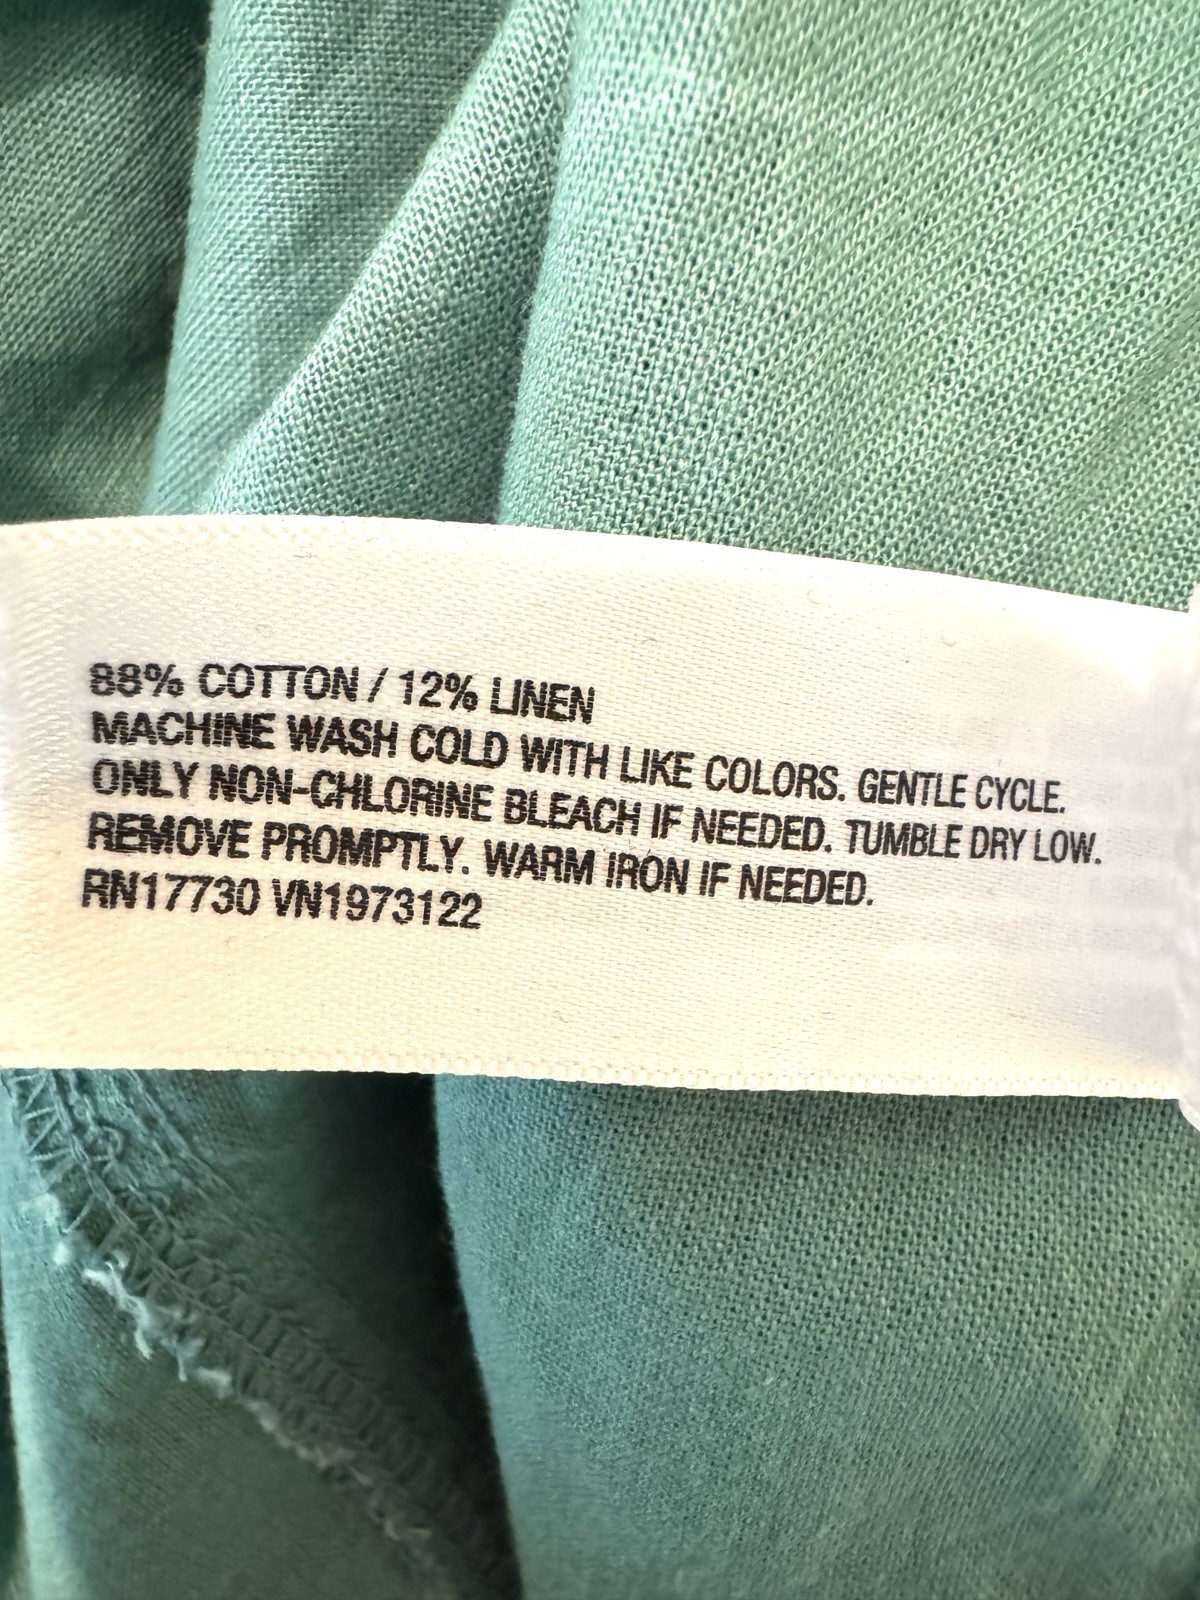 88% COTTON / 12% LINEN
MACHINE WASH COLD WITH LIKE COLORS. GENTLE CYCLE.
ONLY NON-CHLORINE BLEACH IF NEEDED. TUMBLE DRY LOW.
REMOVE PROMPTLY. WARM IRON IF NEEDED.
RN17730 VN1973122